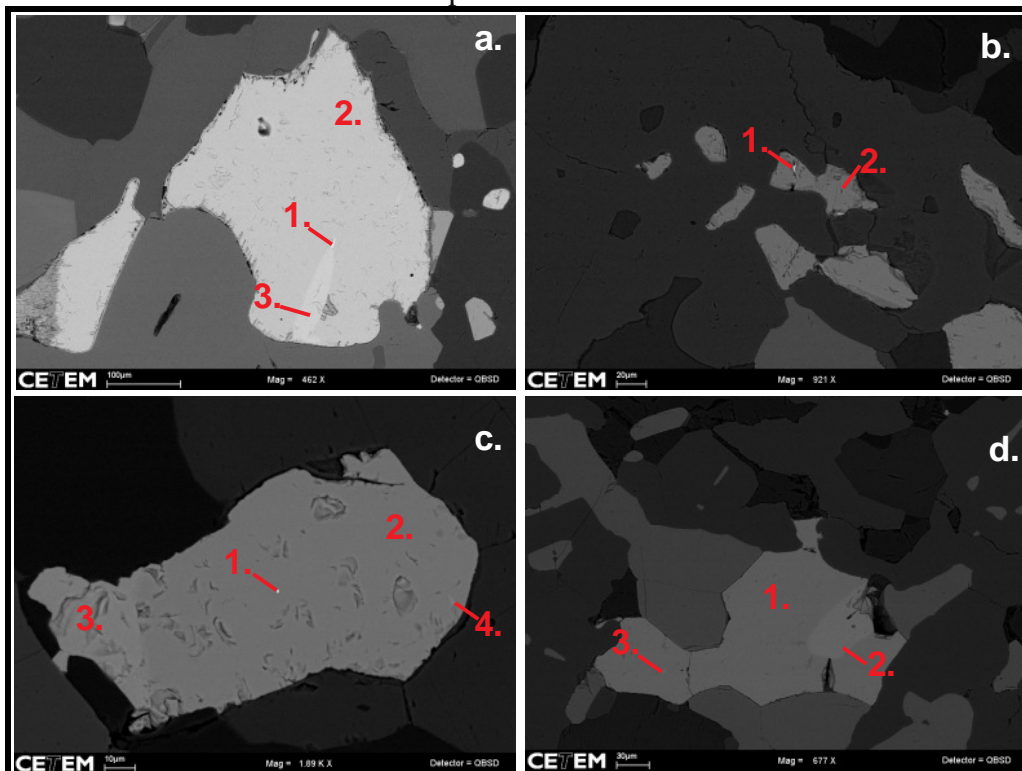 a.
2.
1.
3.
CETEM 100µm Mag = 462 X Detector = QBSD
b.
1.
2.
CETEM 20µm Mag = 921 X Detector = QBSD
c.
2.
1.
3.
4.
CETEM 10µm Mag = 1.89 K X Detector = QBSD
d.
1.
3.
2.
CETEM 30µm Mag = 677 X Detector = QBSD